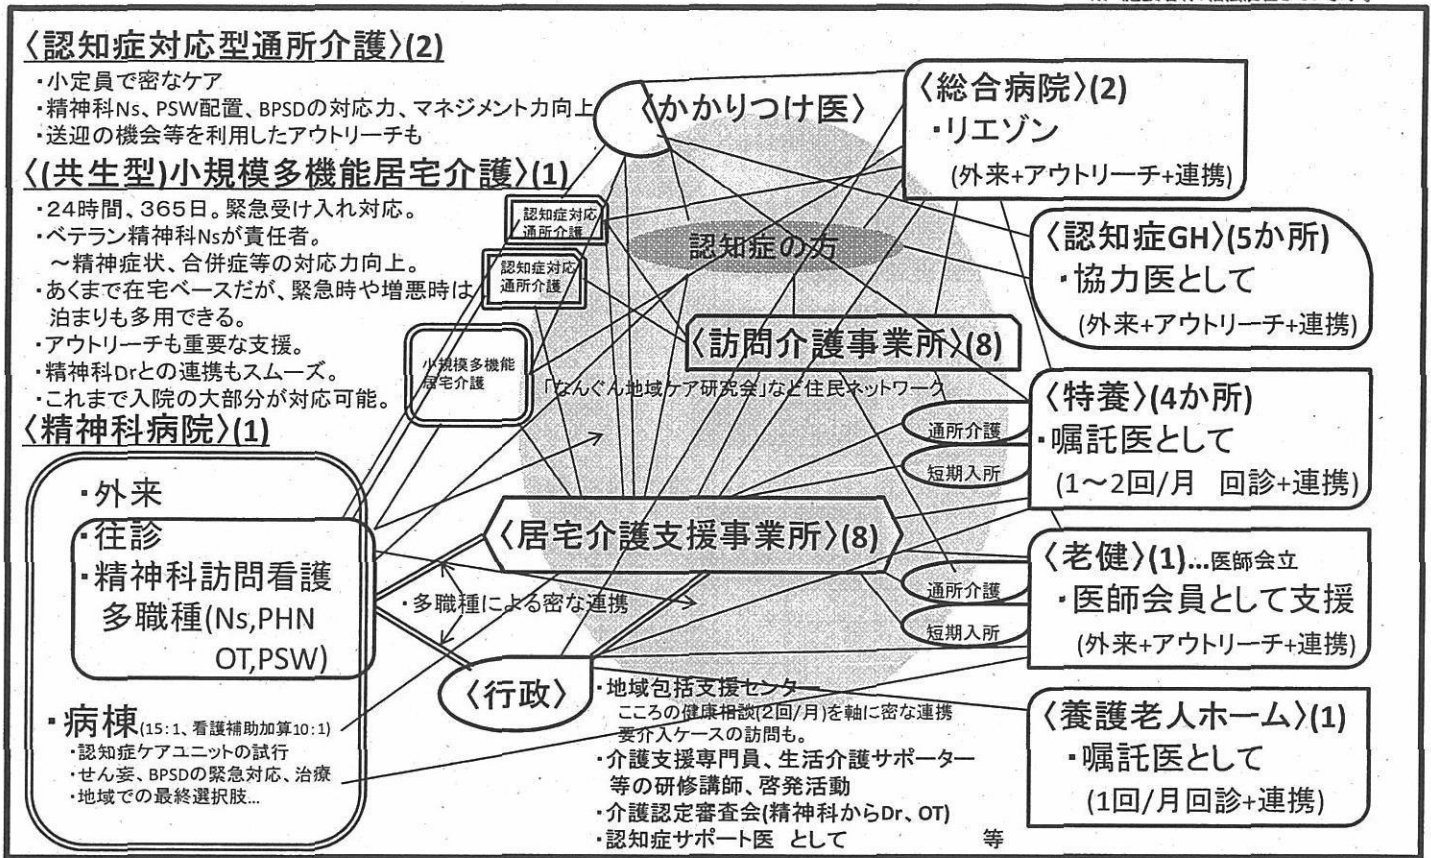 〈認知症対応型通所介護〉(2)
・小定員で密なケア
・精神科Ns、PSW配置、BPSDの対応力、マネジメント力向上
・送迎の機会等を利用したアウトリーチも
〈(共生型)小規模多機能居宅介護〉(1)
・24時間、365日。緊急受け入れ対応。
・ベテラン精神科Nsが責任者。
～精神症状、合併症等の対応力向上。
・あくまで在宅ベースだが、緊急時や増悪時は
泊まりも多用できる。
・アウトリーチも重要な支援。
・精神科Drとの連携もスムーズ。
・これまで入院の大部分が対応可能。
〈精神科病院〉(1)
・外来
・往診
・精神科訪問看護
多職種(Ns,PHN
OT,PSW)
・病棟(15:1、看護補助加算10:1)
・認知症ケアユニットの試行
・せん妄、BPSDの緊急対応、治療
・地域での最終選択肢...
〈かかりつけ医〉
認知症対応
通所介護
認知症対応
通所介護
小規模多機能
居宅介護
認知症の方
〈訪問介護事業所〉(8)
「なんぐん地域ケア研究会」など住民ネットワーク
〈居宅介護支援事業所〉(8)
・多職種による密な連携
〈行政〉
・地域包括支援センター
こころの健康相談(2回/月)を軸に密な連携
要介入ケースの訪問も。
・介護支援専門員、生活介護サポーター
等の研修講師、啓発活動
・介護認定審査会(精神科からDr、OT)
・認知症サポート医 として 等
〈総合病院〉(2)
・リエゾン
(外来+アウトリーチ+連携)
〈認知症GH〉(5か所)
・協力医として
(外来+アウトリーチ+連携)
〈特養〉(4か所)
・嘱託医として
(1～2回/月 回診+連携)
通所介護
短期入所
〈老健〉(1)...医師会立
・医師会員として支援
(外来+アウトリーチ+連携)
通所介護
短期入所
〈養護老人ホーム〉(1)
・嘱託医として
(1回/月回診+連携)